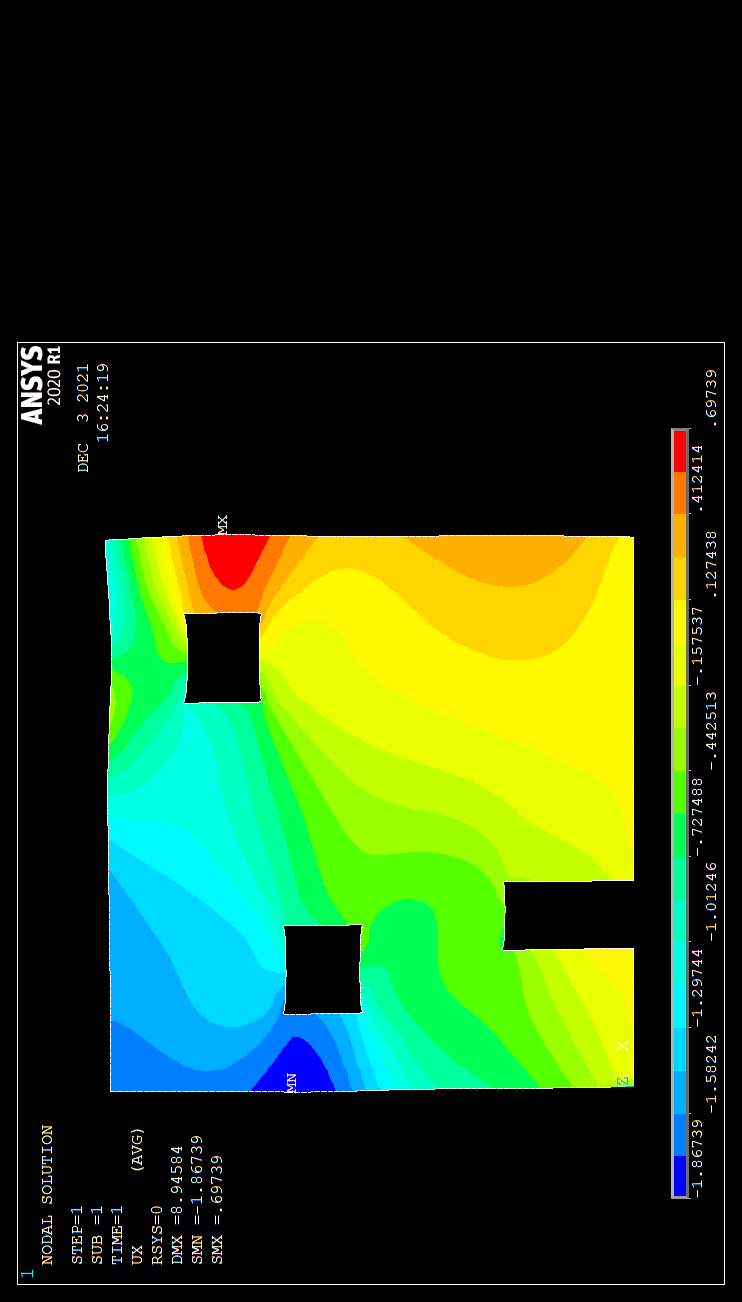 1
NODAL SOLUTION
STEP=1
SUB =1
TIME=1
UX (AVG)
RSYS=0
DMX =8.94584
SMN =-1.86739
SMX =.69739
ANSYS
2020 R1
DEC 3 2021
16:24:19
MX
MN
X
Z
-1.86739
-1.58242
-1.29744
-1.01246
-.727488
-.442513
-.157537
.127438
.412414
.69739